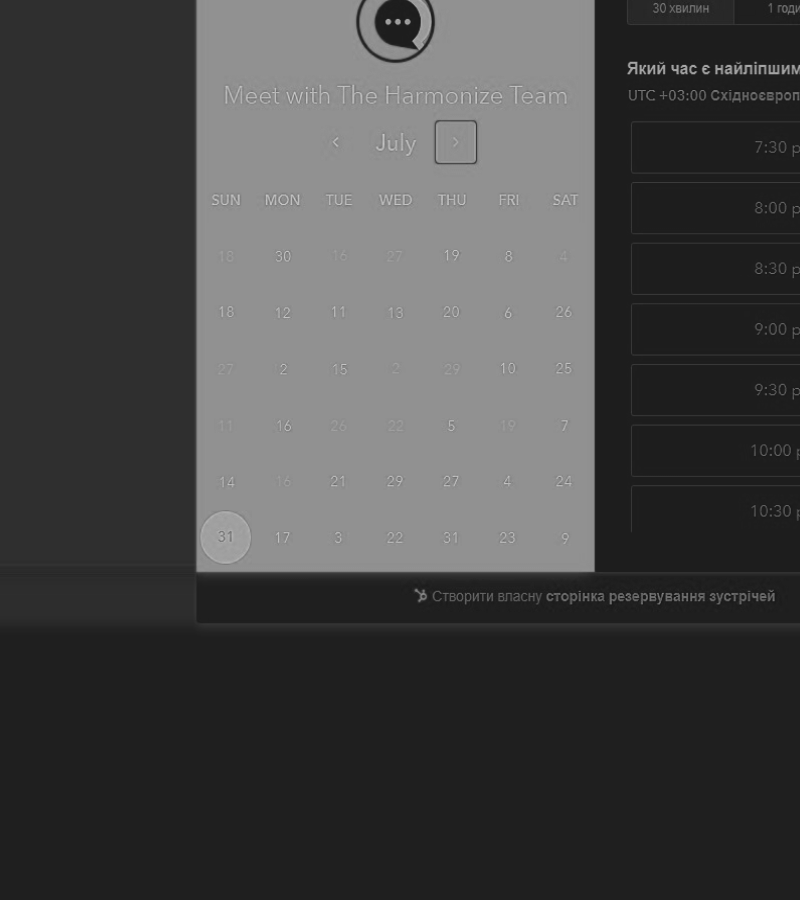 30 хвилин 1 годи
Який час є найліпшим
UTC +03:00 Східноєвроп
Meet with The Harmonize Team
July
SUN MON TUE WED THU FRI SAT
18 30 16 27 19 8 4
18 12 11 13 20 6 26
27 2 15 2 29 10 25
11 16 26 22 5 19 7
14 16 21 29 27 4 24
31 17 3 22 31 23 9
7:30 p
8:00 p
8:30 p
9:00 p
9:30 p
10:00 p
10:30 p
Створити власну сторінка резервування зустрічей